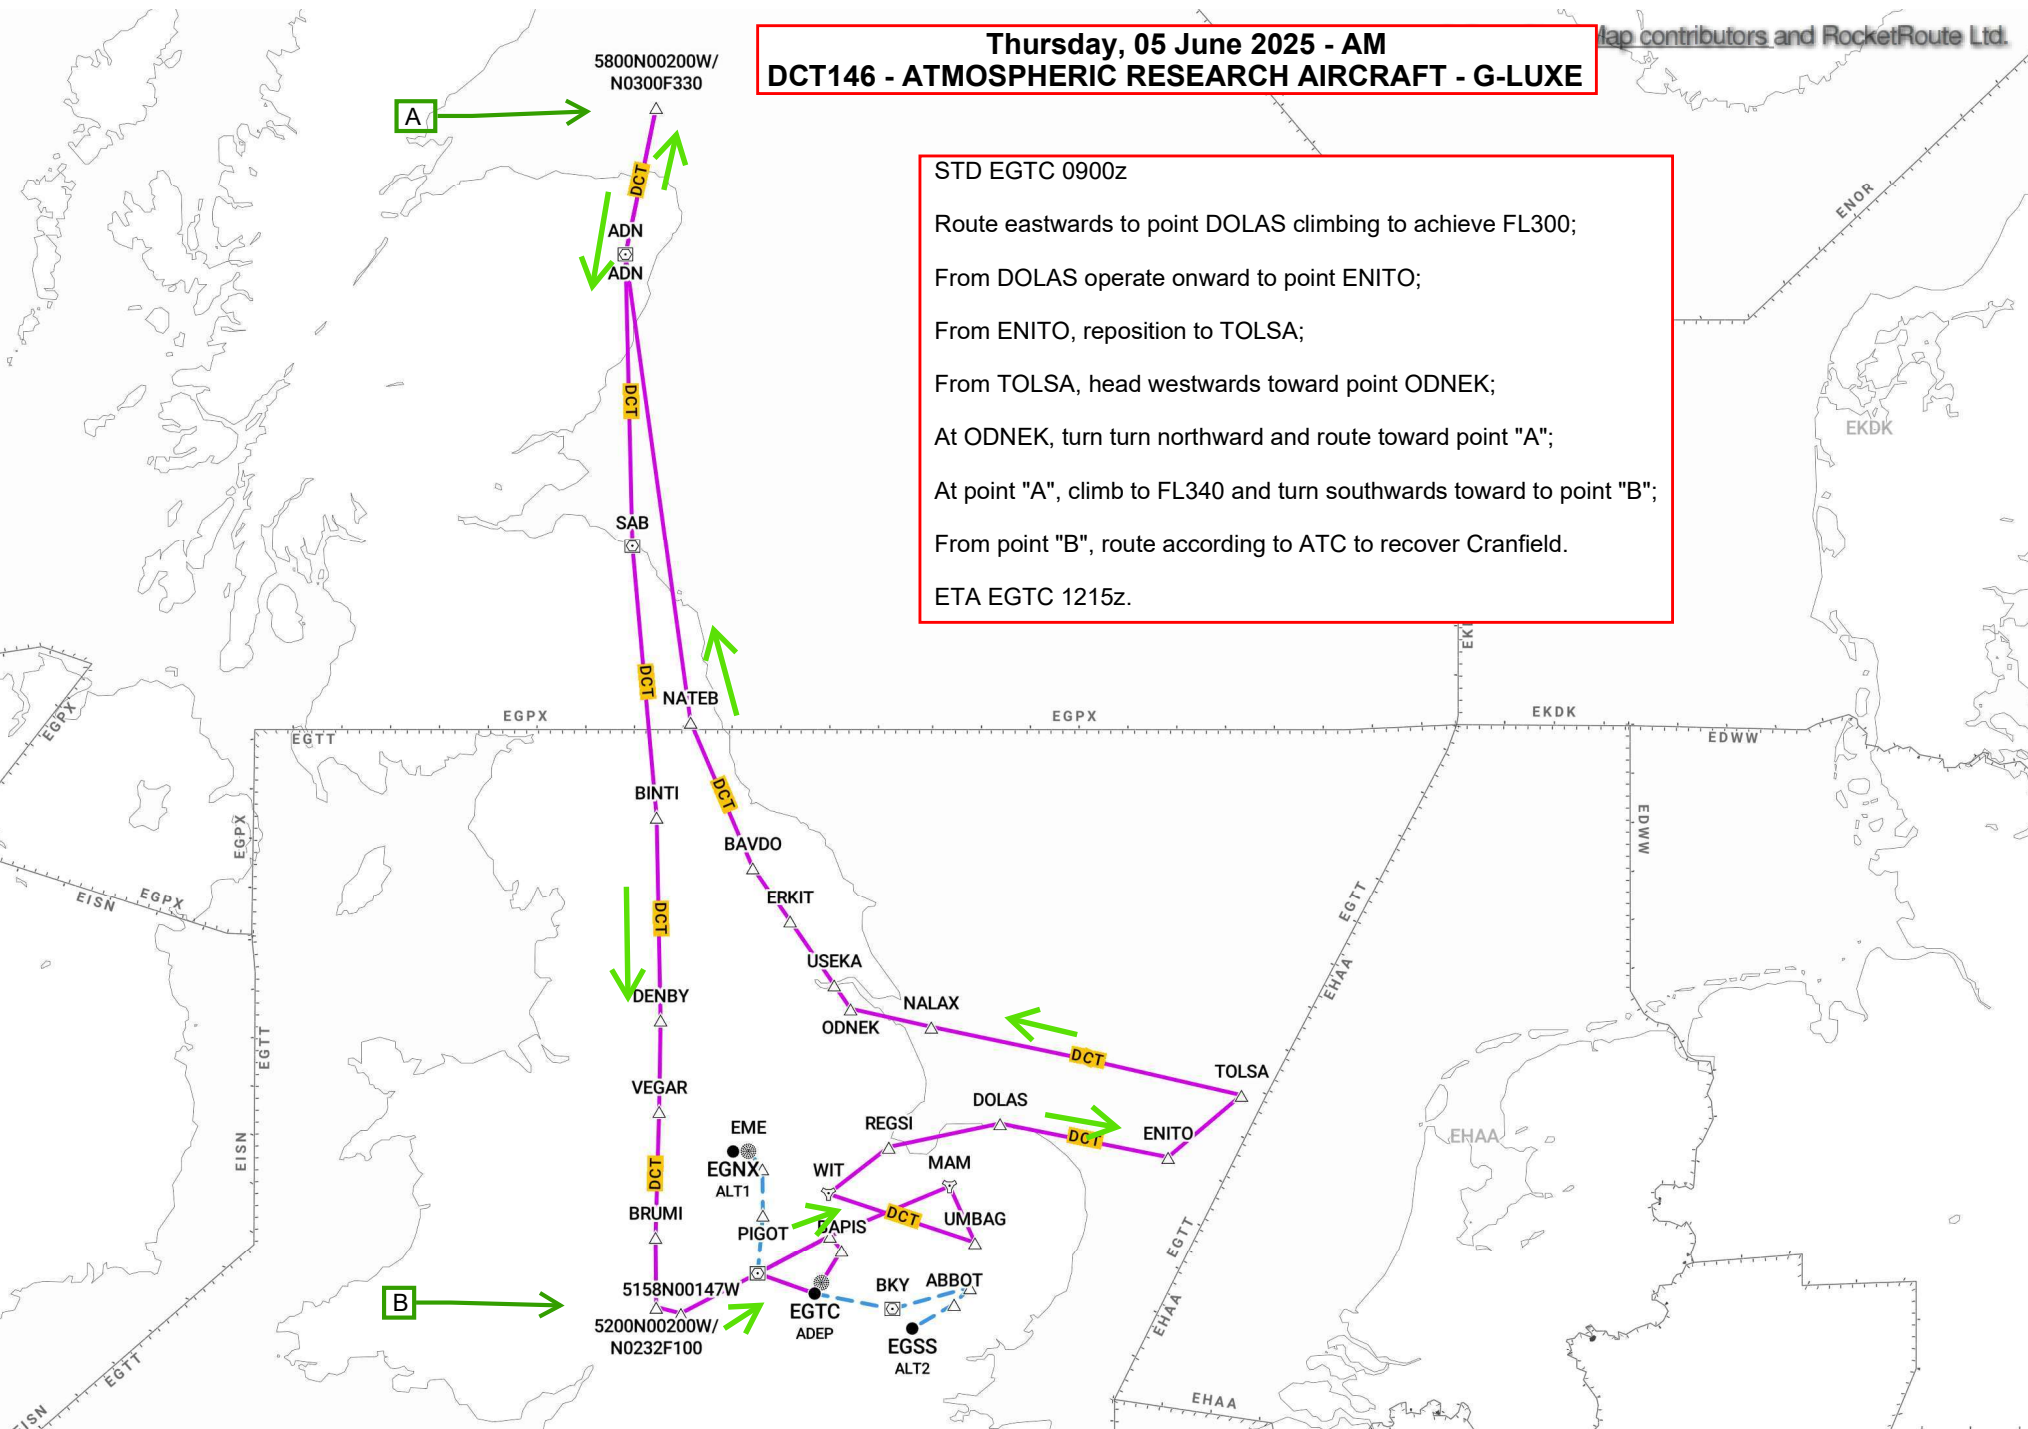 Map contributors and RocketRoute Ltd.
Thursday, 05 June 2025 - AM
DCT146 - ATMOSPHERIC RESEARCH AIRCRAFT - G-LUXE
STD EGTC 0900z
Route eastwards to point DOLAS climbing to achieve FL300;
From DOLAS operate onward to point ENITO;
From ENITO, reposition to TOLSA;
From TOLSA, head westwards toward point ODNEK;
At ODNEK, turn turn northward and route toward point "A";
At point "A", climb to FL340 and turn southwards toward to point "B";
From point "B", route according to ATC to recover Cranfield.
ETA EGTC 1215z.
5800N00200W/
N0300F330
A
DCT
ADN
ADN
DCT
SAB
DCT
NATEB
EGPX
EGPX
EKDK
EGTT
EDWW
EGPX
ENOR
EKDK
BINTI
DCT
BAVDO
EGPX
EDWW
ERKIT
EGTT
EISN
EGPX
DCT
USEKA
EHAA
DENBY
NALAX
ODNEK
EGTT
DCT
TOLSA
VEGAR
DOLAS
REGSI
EME
DCT
ENITO
EHAA
EISN
EGNX
ALT1
WIT
MAM
DCT
BRUMI
DCT
UMBAG
PIGOT
BAPIS
EGTT
5158N00147W
BKY
ABBOT
B
EGTC
ADEP
EHAA
5200N00200W/
N0232F100
EGSS
ALT2
EGTT
EHAA